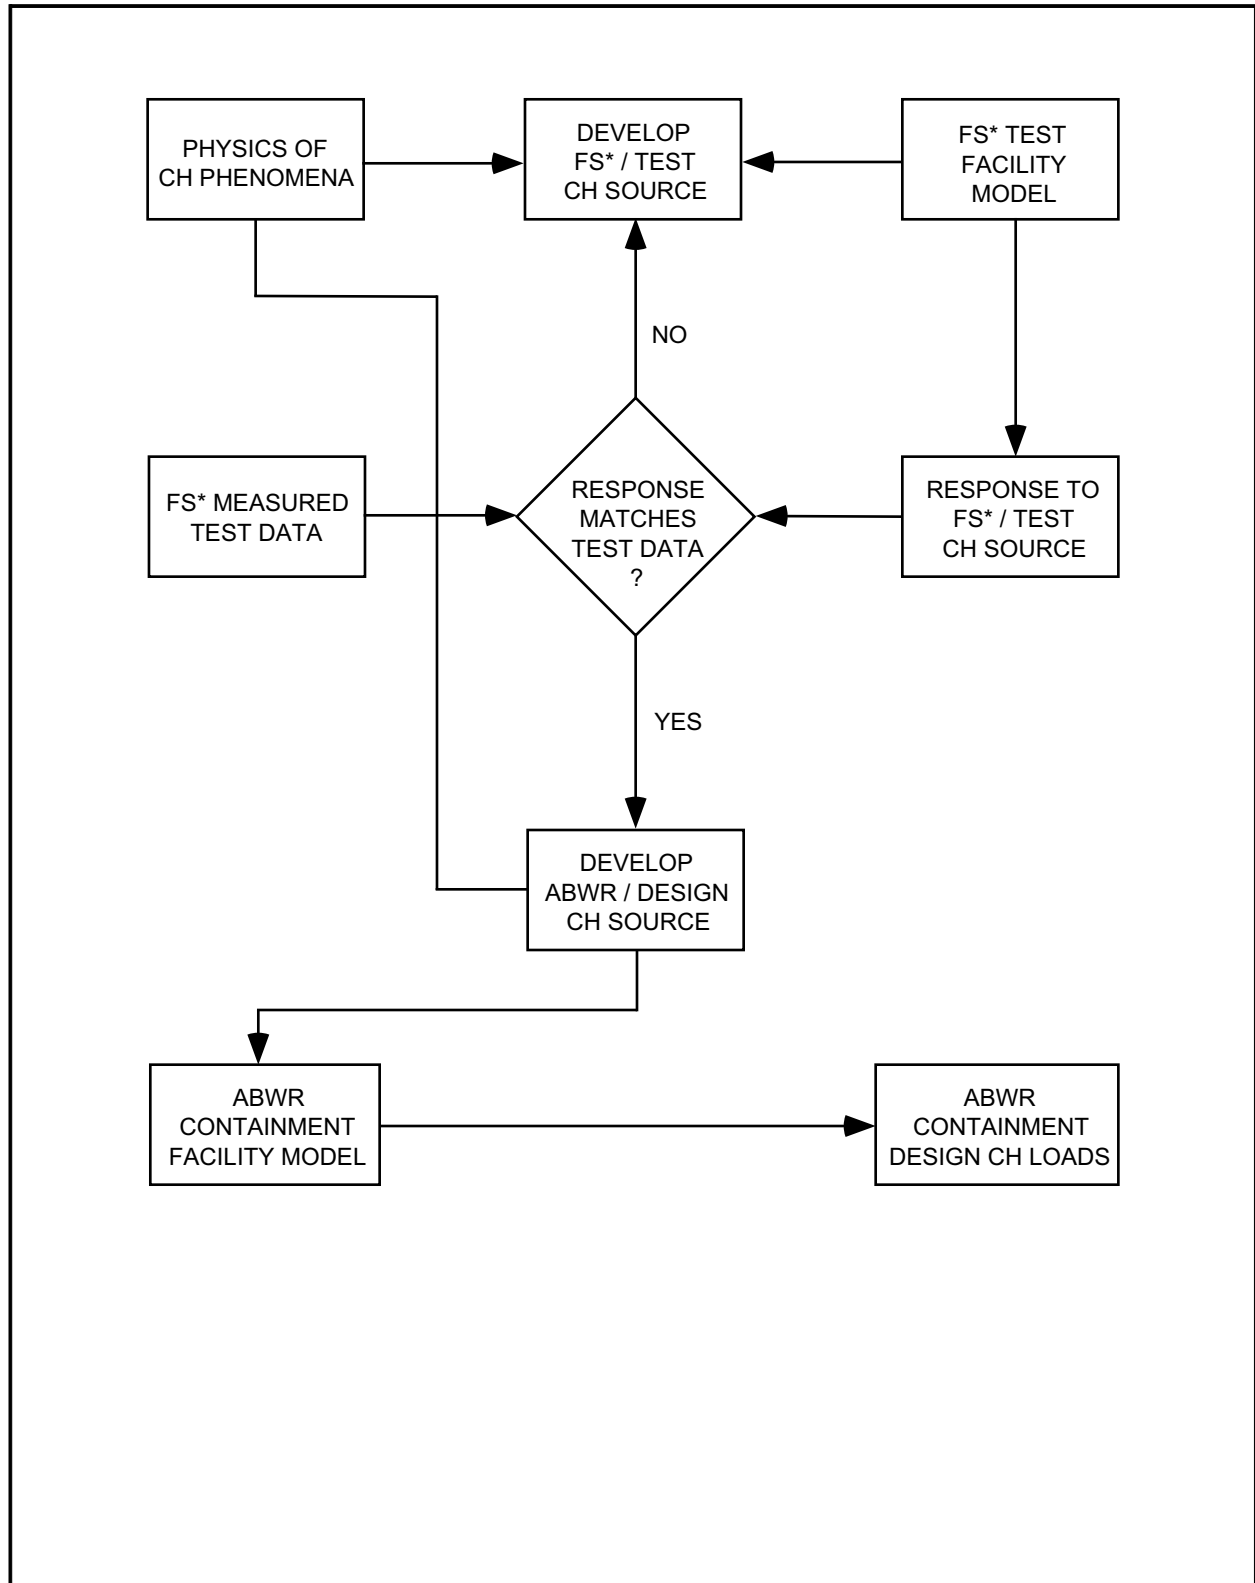 PHYSICS OF
CH PHENOMENA
DEVELOP
FS* / TEST
CH SOURCE
FS* TEST
FACILITY
MODEL
NO
FS* MEASURED
TEST DATA
RESPONSE
MATCHES
TEST DATA
?
RESPONSE TO
FS* / TEST
CH SOURCE
YES
DEVELOP
ABWR / DESIGN
CH SOURCE
ABWR
CONTAINMENT
FACILITY MODEL
ABWR
CONTAINMENT
DESIGN CH LOADS